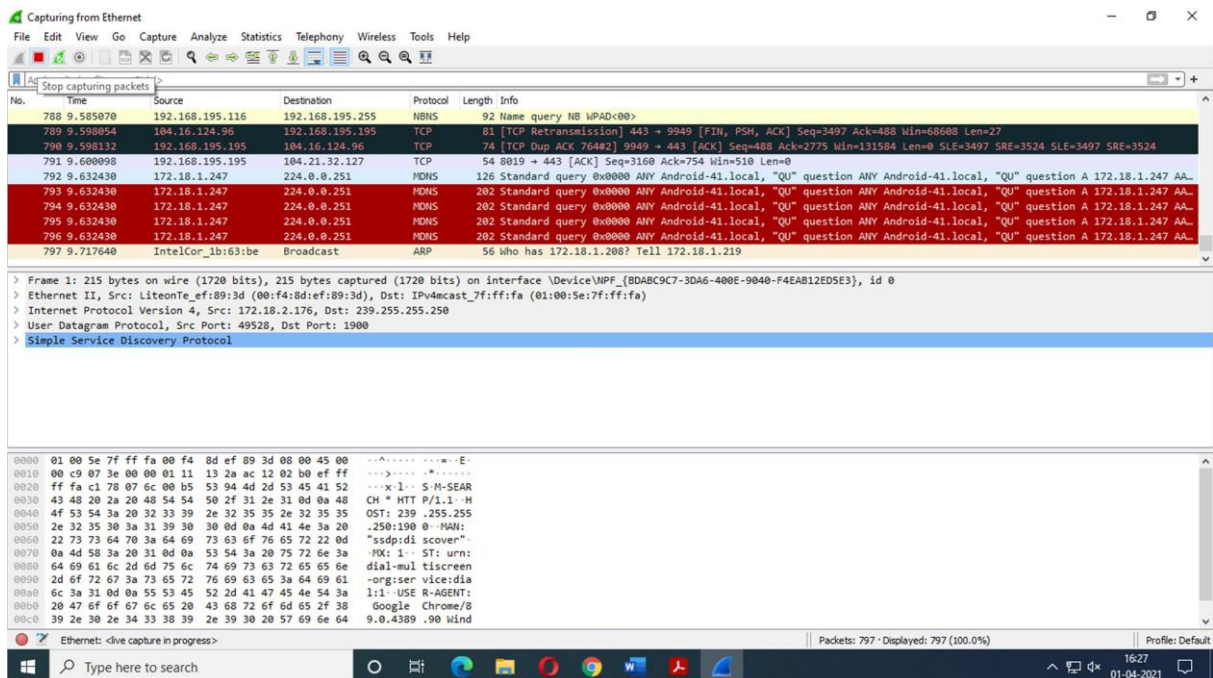 Capturing from Ethernet
File Edit View Go Capture Analyze Statistics Telephony Wireless Tools Help
Stop capturing packets
No. Time Source Destination Protocol Length Info
788 9.585070 192.168.195.116 192.168.195.255 NBNS 92 Name query NB WPAD<00>
789 9.598054 104.16.124.96 192.168.195.195 TCP 81 [TCP Retransmission] 443 → 9949 [FIN, PSH, ACK] Seq=3497 Ack=488 Win=68608 Len=27
790 9.598132 192.168.195.195 104.16.124.96 TCP 74 [TCP Dup ACK 764#2] 9949 → 443 [ACK] Seq=488 Ack=2775 Win=131584 Len=0 SLE=3497 SRE=3524 SLE=3497 SRE=3524
791 9.600098 192.168.195.195 104.21.32.127 TCP 54 8019 → 443 [ACK] Seq=3160 Ack=754 Win=510 Len=0
792 9.632430 172.18.1.247 224.0.0.251 MDNS 126 Standard query 0x0000 ANY Android-41.local, "QU" question ANY Android-41.local, "QU" question A 172.18.1.247 AA…
793 9.632430 172.18.1.247 224.0.0.251 MDNS 202 Standard query 0x0000 ANY Android-41.local, "QU" question ANY Android-41.local, "QU" question A 172.18.1.247 AA…
794 9.632430 172.18.1.247 224.0.0.251 MDNS 202 Standard query 0x0000 ANY Android-41.local, "QU" question ANY Android-41.local, "QU" question A 172.18.1.247 AA…
795 9.632430 172.18.1.247 224.0.0.251 MDNS 202 Standard query 0x0000 ANY Android-41.local, "QU" question ANY Android-41.local, "QU" question A 172.18.1.247 AA…
796 9.632430 172.18.1.247 224.0.0.251 MDNS 202 Standard query 0x0000 ANY Android-41.local, "QU" question ANY Android-41.local, "QU" question A 172.18.1.247 AA…
797 9.717640 IntelCor_1b:63:be Broadcast ARP 56 Who has 172.18.1.208? Tell 172.18.1.219
> Frame 1: 215 bytes on wire (1720 bits), 215 bytes captured (1720 bits) on interface \Device\NPF_{BDABC9C7-3DA6-400E-9040-F4EAB12ED5E3}, id 0
> Ethernet II, Src: LiteonTe_ef:89:3d (00:f4:8d:ef:89:3d), Dst: IPv4mcast_7f:ff:fa (01:00:5e:7f:ff:fa)
> Internet Protocol Version 4, Src: 172.18.2.176, Dst: 239.255.255.250
> User Datagram Protocol, Src Port: 49528, Dst Port: 1900
> Simple Service Discovery Protocol
0000 01 00 5e 7f ff fa 00 f4 8d ef 89 3d 08 00 45 00 ··^····· ···=··E·
0010 00 c9 07 3e 00 00 01 11 13 2a ac 12 02 b0 ef ff ···>···· ·*······
0020 ff fa c1 78 07 6c 00 b5 53 94 4d 2d 53 45 41 52 ···x·l·· S·M-SEAR
0030 43 48 20 2a 20 48 54 54 50 2f 31 2e 31 0d 0a 48 CH * HTT P/1.1··H
0040 4f 53 54 3a 20 32 33 39 2e 32 35 35 2e 32 35 35 OST: 239 .255.255
0050 2e 32 35 30 3a 31 39 30 30 0d 0a 4d 41 4e 3a 20 .250:190 0··MAN:
0060 22 73 73 64 70 3a 64 69 73 63 6f 76 65 72 22 0d "ssdp:di scover"·
0070 0a 4d 58 3a 20 31 0d 0a 53 54 3a 20 75 72 6e 3a ·MX: 1·· ST: urn:
0080 64 69 61 6c 2d 6d 75 6c 74 69 73 63 72 65 65 6e dial-mul tiscreen
0090 2d 6f 72 67 3a 73 65 72 76 69 63 65 3a 64 69 61 -org:ser vice:dia
00a0 6c 3a 31 0d 0a 55 53 45 52 2d 41 47 45 4e 54 3a l:1··USE R-AGENT:
00b0 20 47 6f 6f 67 6c 65 20 43 68 72 6f 6d 65 2f 38 Google Chrome/8
00c0 39 2e 30 2e 34 33 38 39 2e 39 30 20 57 69 6e 64 9.0.4389 .90 Wind
Ethernet: <live capture in progress> Packets: 797 · Displayed: 797 (100.0%) Profile: Default
Type here to search 16:27
01-04-2021